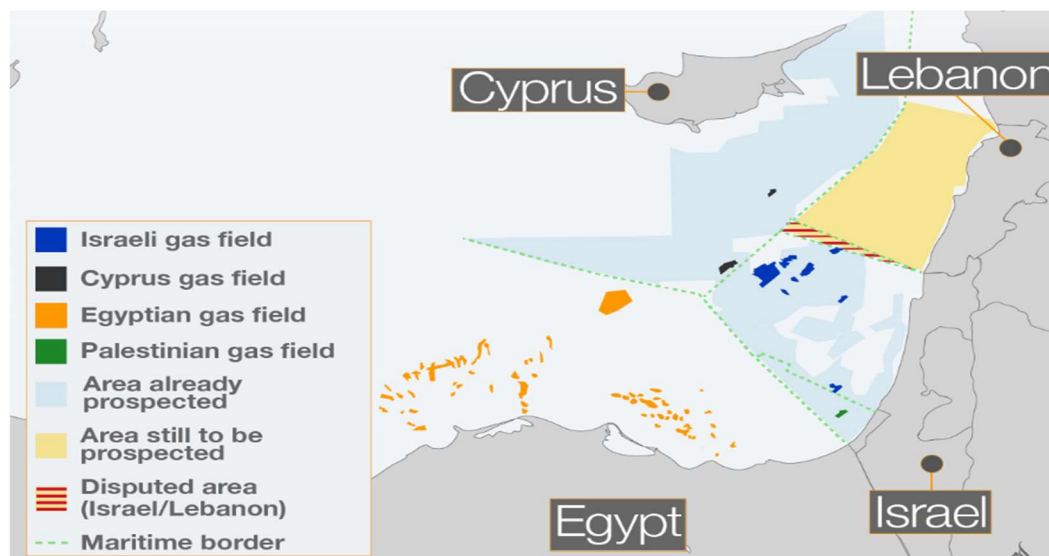 Cyprus
Lebanon
Israeli gas field
Cyprus gas field
Egyptian gas field
Palestinian gas field
Area already
prospected
Area still to be
prospected
Disputed area
(Israel/Lebanon)
Maritime border
Egypt
Israel